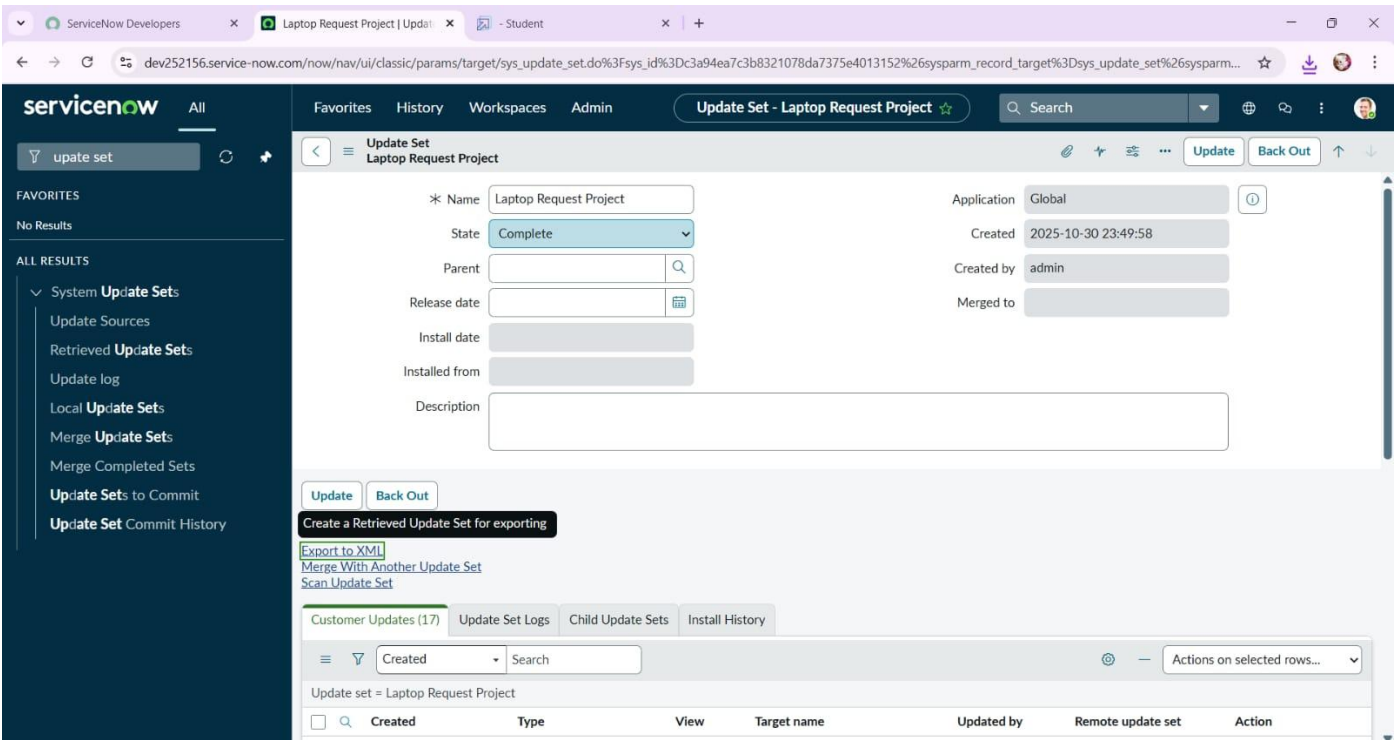 ServiceNow Developers
Laptop Request Project | Updat
- Student
dev252156.service-now.com/now/nav/ui/classic/params/target/sys_update_set.do%3Fsys_id%3Dc3a94ea7c3b8321078da7375e4013152%26sysparm_record_target%3Dsys_update_set%26sysparm...
servicenow All Favorites History Workspaces Admin Update Set - Laptop Request Project Search
upate set
FAVORITES
No Results
ALL RESULTS
System Update Sets
Update Sources
Retrieved Update Sets
Update log
Local Update Sets
Merge Update Sets
Merge Completed Sets
Update Sets to Commit
Update Set Commit History
Update Set
Laptop Request Project
Update Back Out
Name Laptop Request Project
Application Global
State Complete
Created 2025-10-30 23:49:58
Parent
Created by admin
Release date
Merged to
Install date
Installed from
Description
Update Back Out
Create a Retrieved Update Set for exporting
Export to XML
Merge With Another Update Set
Scan Update Set
Customer Updates (17) Update Set Logs Child Update Sets Install History
Created Search Actions on selected rows...
Update set = Laptop Request Project
Created Type View Target name Updated by Remote update set Action